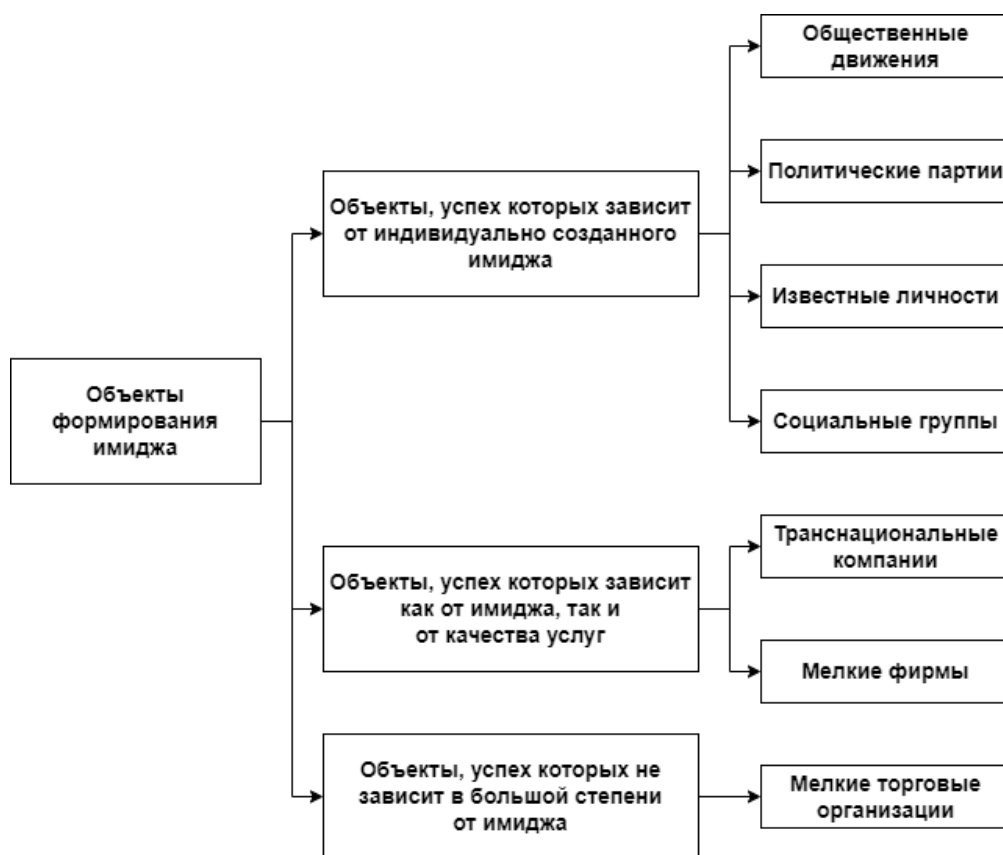 Объекты
формирования
имиджа
Объекты, успех которых зависит
от индивидуально созданного
имиджа
Общественные
движения
Политические партии
Известные личности
Социальные группы
Объекты, успех которых зависит
как от имиджа, так и
от качества услуг
Транснациональные
компании
Мелкие фирмы
Объекты, успех которых не
зависит в большой степени
от имиджа
Мелкие торговые
организации